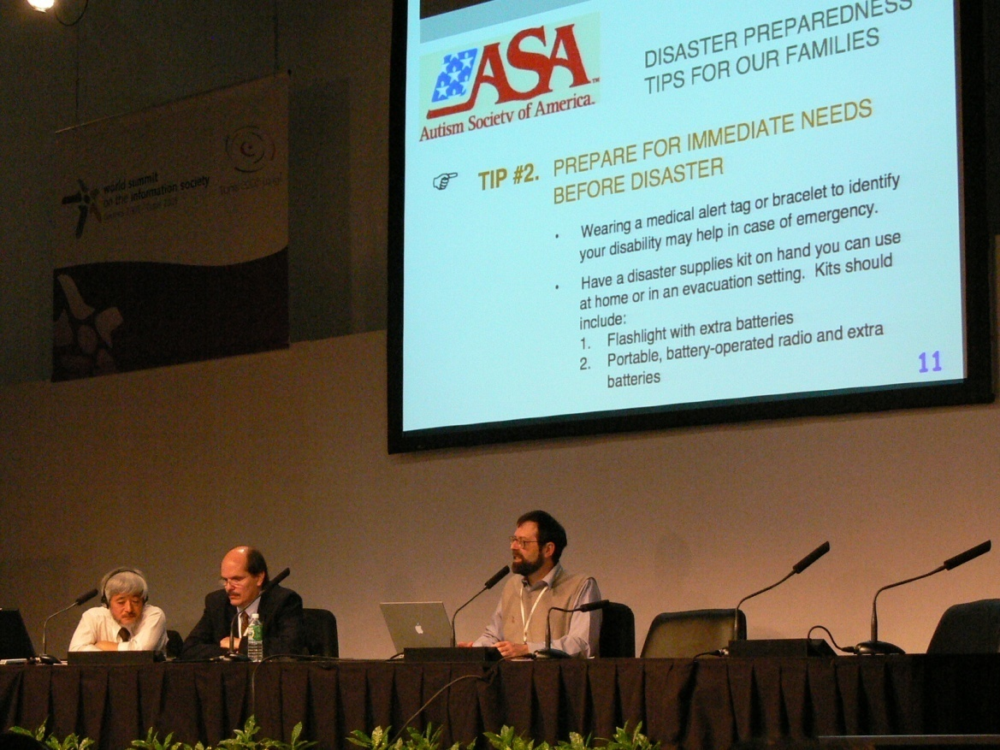 ASA™
Autism Society of America.
DISASTER PREPAREDNESS
TIPS FOR OUR FAMILIES
TIP #2. PREPARE FOR IMMEDIATE NEEDS
BEFORE DISASTER
• Wearing a medical alert tag or bracelet to identify
your disability may help in case of emergency.
• Have a disaster supplies kit on hand you can use
at home or in an evacuation setting. Kits should
include:
1. Flashlight with extra batteries
2. Portable, battery-operated radio and extra
batteries
11
world summit
on the information society